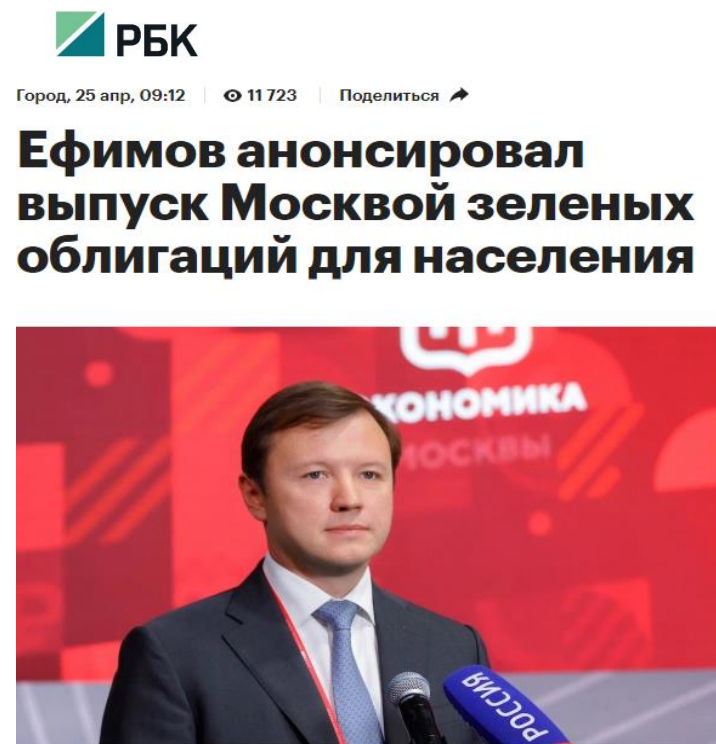 РБК
Город, 25 апр, 09:12 11 723 Поделиться
Ефимов анонсировал
выпуск Москвой зеленых
облигаций для населения
КОНОМИКА
МОСКВЫ
РОССИЯ